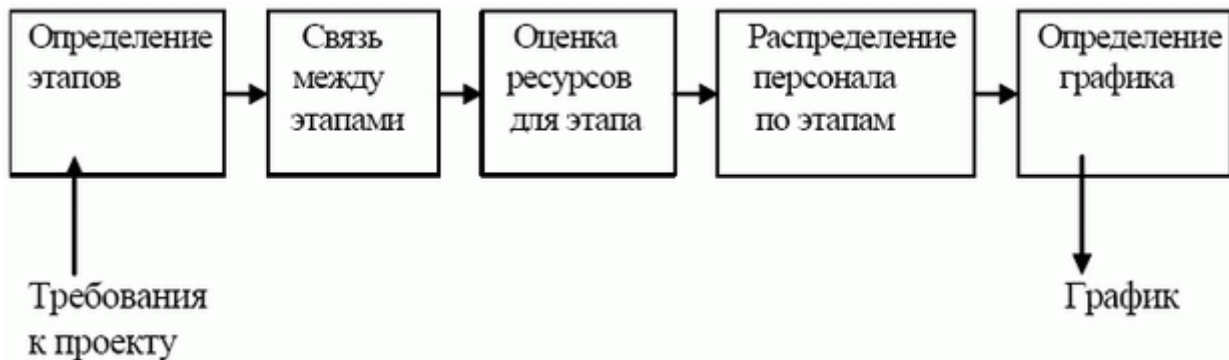 Определение
этапов
Связь
между
этапами
Оценка
ресурсов
для этапа
Распределение
персонала
по этапам
Определение
графика
Требования
к проекту
График